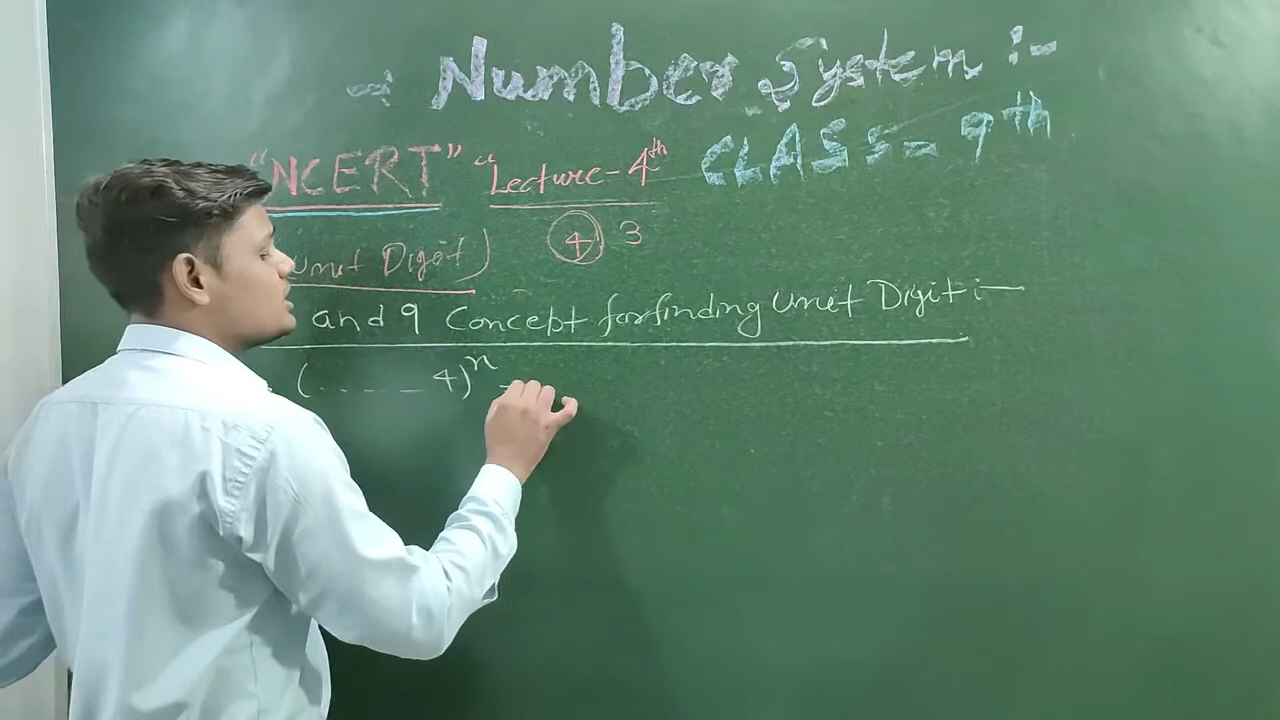 → Number System :-
"NCERT" "Lecture - 4th CLASS = 9th
Unit Digit) 4 3
and 9 Concept for finding Unit Digit :-
(. . - - - 4)ⁿ -